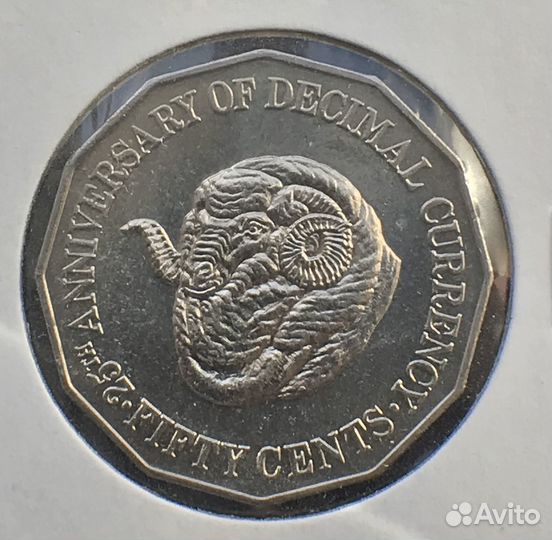 25TH ANNIVERSARY OF DECIMAL CURRENCY
· FIFTY CENTS ·
Avito